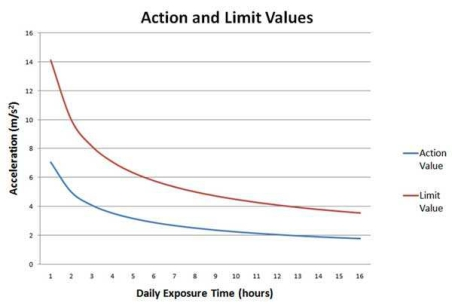 Action and Limit Values
Acceleration (m/s²)
16
14
12
10
8
6
4
2
0
1 2 3 4 5 6 7 8 9 10 11 12 13 14 15 16
Daily Exposure Time (hours)
Action
Value
Limit
Value